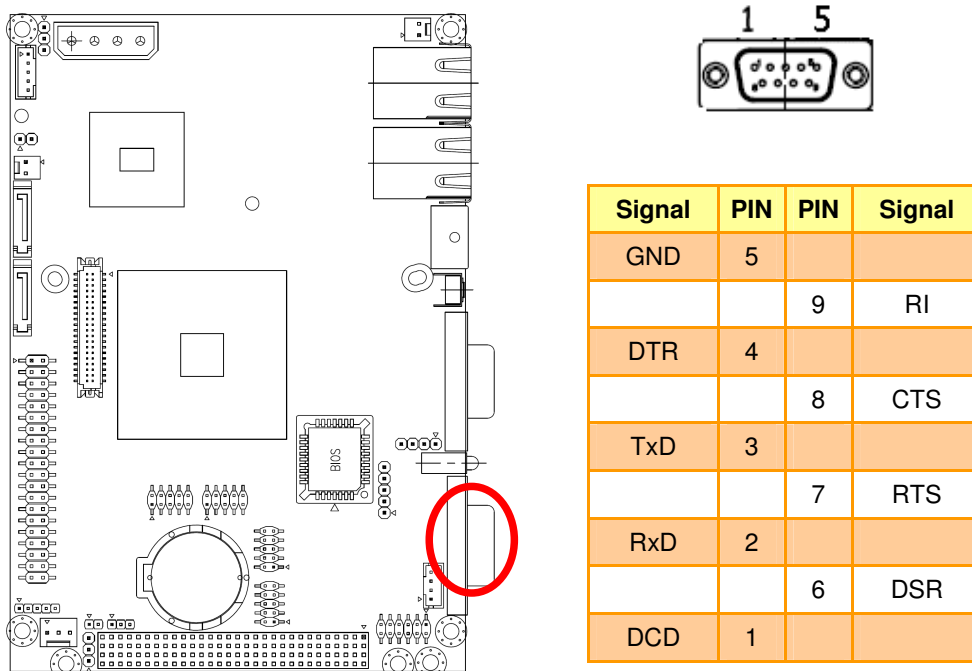 1 5
BIOS
Signal PIN PIN Signal
GND 5
9 RI
DTR 4
8 CTS
TxD 3
7 RTS
RxD 2
6 DSR
DCD 1